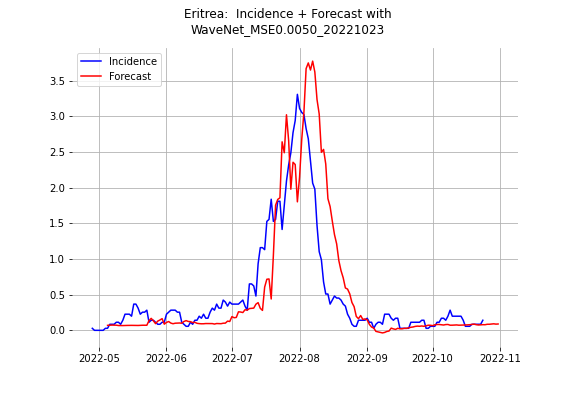 Eritrea:  Incidence + Forecast with
WaveNet_MSE0.0050_20221023
Incidence
Forecast
3.5
3.0
2.5
2.0
1.5
1.0
0.5
0.0
2022-05 2022-06 2022-07 2022-08 2022-09 2022-10 2022-11